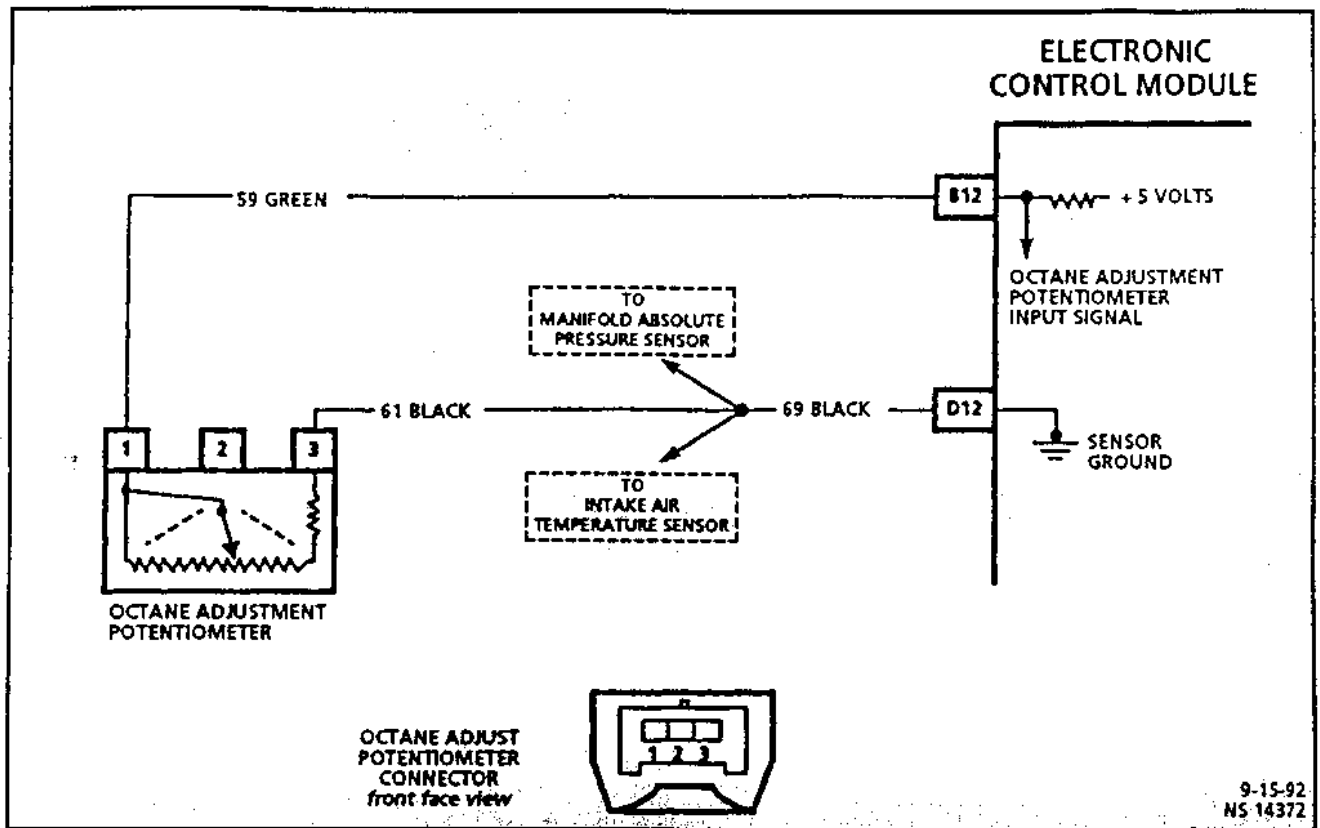 ELECTRONIC
CONTROL MODULE
59 GREEN
B12
+ 5 VOLTS
OCTANE ADJUSTMENT
POTENTIOMETER
INPUT SIGNAL
TO
MANIFOLD ABSOLUTE
PRESSURE SENSOR
61 BLACK
69 BLACK
D12
SENSOR
GROUND
1
2
3
TO
INTAKE AIR
TEMPERATURE SENSOR
OCTANE ADJUSTMENT
POTENTIOMETER
OCTANE ADJUST
POTENTIOMETER
CONNECTOR
front face view
1 2 3
9-15-92
NS 14372